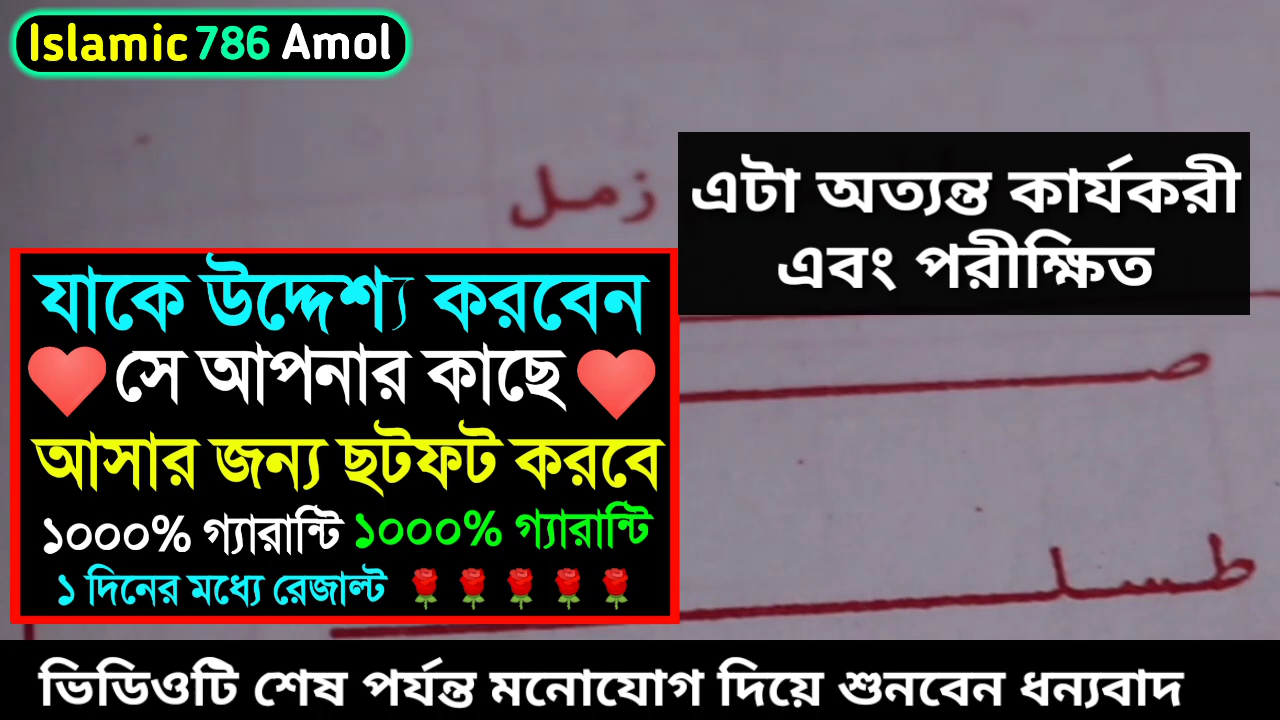 Islamic 786 Amol
زمل
এটা অত্যন্ত কার্যকরী
এবং পরীক্ষিত
যাকে উদ্দেশ্য করবেন
সে আপনার কাছে
আসার জন্য ছটফট করবে
১০০০% গ্যারান্টি ১০০০% গ্যারান্টি
১ দিনের মধ্যে রেজাল্ট
ভিডিওটি শেষ পর্যন্ত মনোযোগ দিয়ে শুনবেন ধন্যবাদ